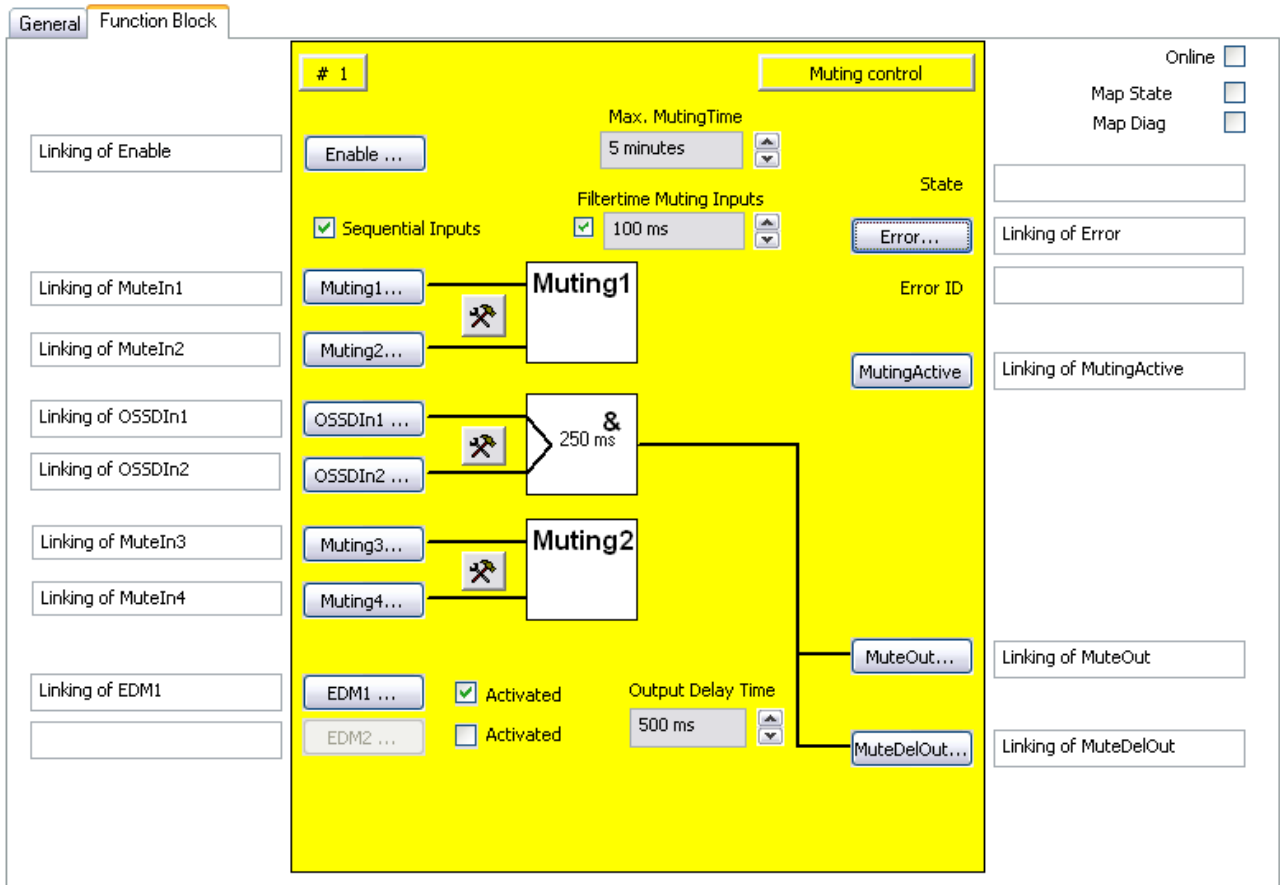 General
Function Block
# 1
Muting control
Online
Map State
Map Diag
Max. MutingTime
Linking of Enable
Enable ...
5 minutes
State
Filtertime Muting Inputs
Sequential Inputs
100 ms
Error...
Linking of Error
Linking of MuteIn1
Muting1...
Muting1
Error ID
Linking of MuteIn2
Muting2...
MutingActive
Linking of MutingActive
Linking of OSSDIn1
OSSDIn1 ...
&
250 ms
Linking of OSSDIn2
OSSDIn2 ...
Linking of MuteIn3
Muting3...
Muting2
Linking of MuteIn4
Muting4...
MuteOut...
Linking of MuteOut
Linking of EDM1
EDM1 ...
Activated
Output Delay Time
500 ms
EDM2 ...
Activated
MuteDelOut...
Linking of MuteDelOut